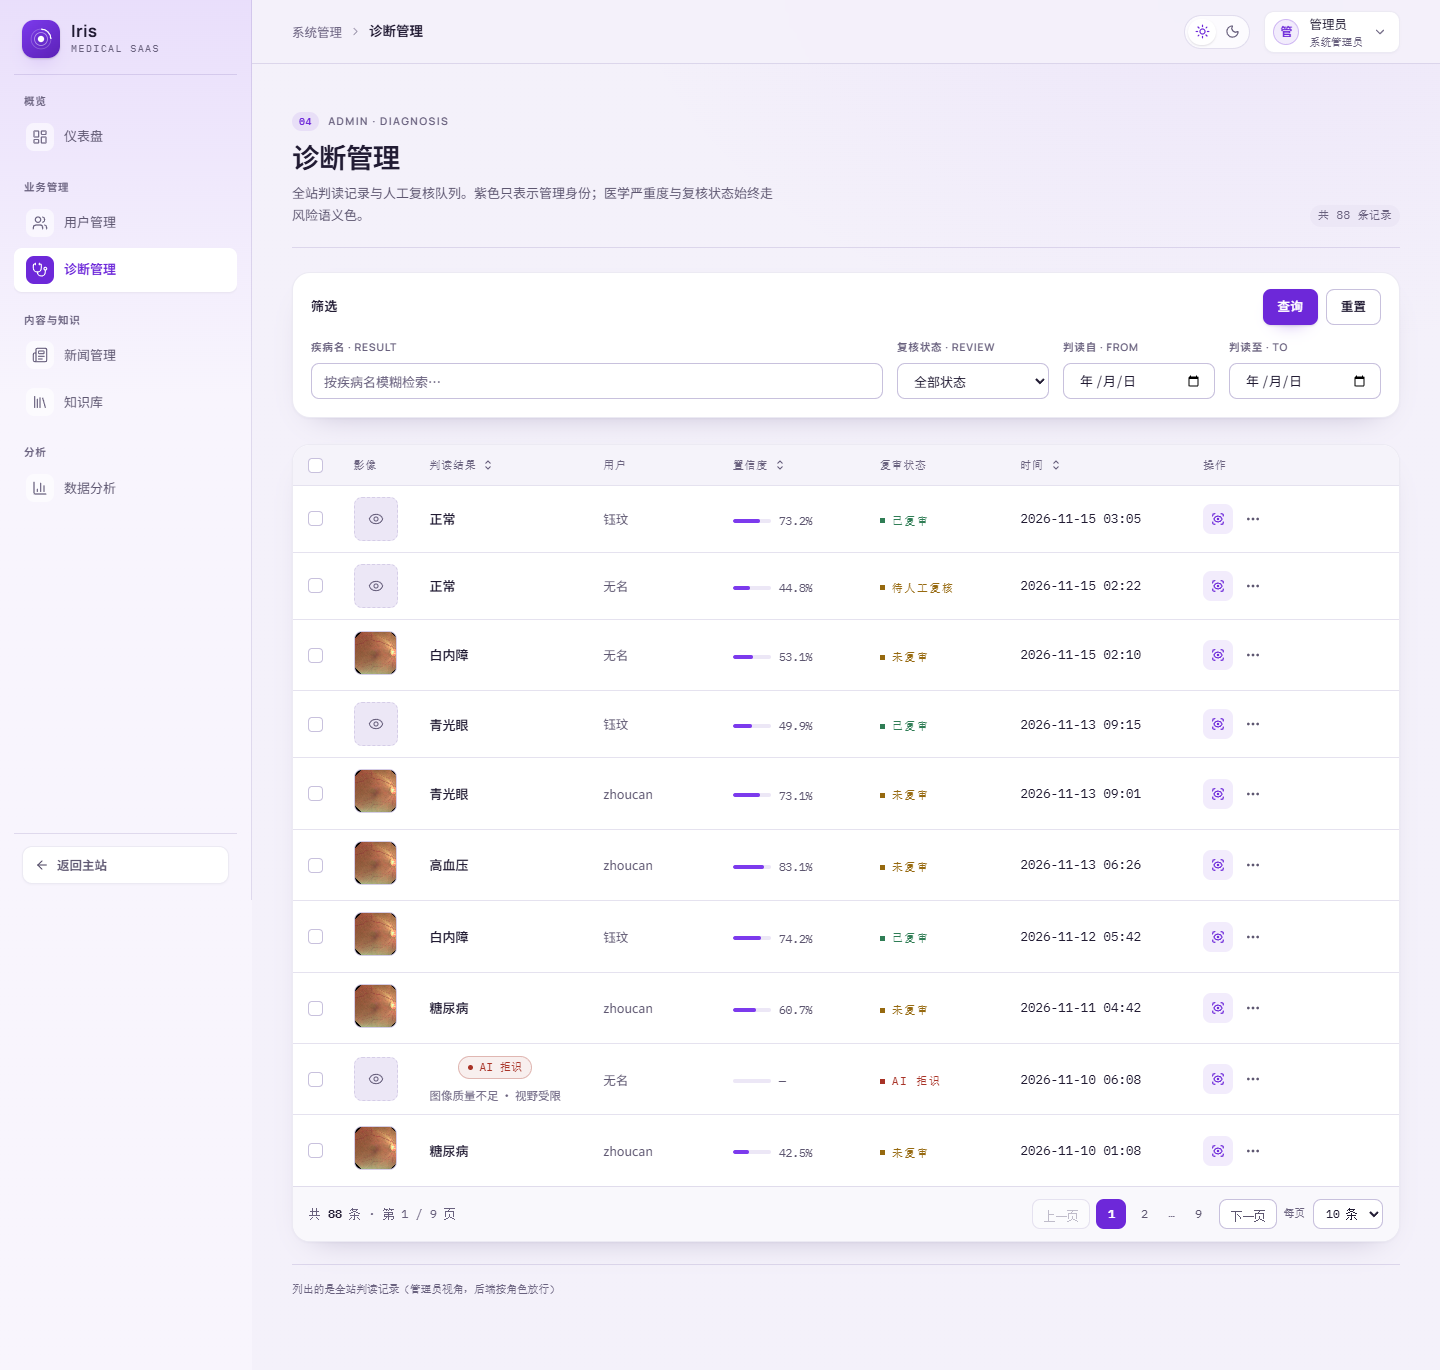 Iris
MEDICAL SAAS
概览
仪表盘
业务管理
用户管理
诊断管理
内容与知识
新闻管理
知识库
分析
数据分析
返回主站
系统管理 诊断管理
管 管理员
系统管理员
04 ADMIN · DIAGNOSIS
诊断管理
全站判读记录与人工复核队列。紫色只表示管理身份；医学严重度与复核状态始终走
风险语义色。
共 88 条记录
筛选 查询 重置
疾病名 · RESULT 复核状态 · REVIEW 判读自 · FROM 判读至 · TO
按疾病名模糊检索… 全部状态 年 /月/日 年 /月/日
影像 判读结果 用户 置信度 复审状态 时间 操作
正常 钰玟 73.2% 已复审 2026-11-15 03:05
正常 无名 44.8% 待人工复核 2026-11-15 02:22
白内障 无名 53.1% 未复审 2026-11-15 02:10
青光眼 钰玟 49.9% 已复审 2026-11-13 09:15
青光眼 zhoucan 73.1% 未复审 2026-11-13 09:01
高血压 zhoucan 83.1% 未复审 2026-11-13 06:26
白内障 钰玟 74.2% 已复审 2026-11-12 05:42
糖尿病 zhoucan 60.7% 未复审 2026-11-11 04:42
AI 拒识
图像质量不足 · 视野受限 无名 — AI 拒识 2026-11-10 06:08
糖尿病 zhoucan 42.5% 未复审 2026-11-10 01:08
共 88 条 · 第 1 / 9 页 上一页 1 2 … 9 下一页 每页 10 条
列出的是全站判读记录（管理员视角，后端按角色放行）